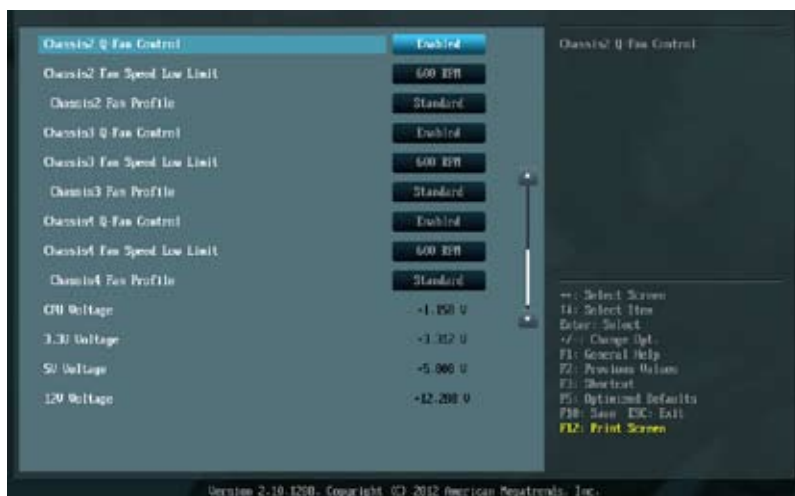 Chassis2 Q-Fan Control Enabled
Chassis2 Fan Speed Low Limit 600 RPM
Chassis2 Fan Profile Standard
Chassis3 Q-Fan Control Enabled
Chassis3 Fan Speed Low Limit 600 RPM
Chassis3 Fan Profile Standard
Chassis4 Q-Fan Control Enabled
Chassis4 Fan Speed Low Limit 600 RPM
Chassis4 Fan Profile Standard
CPU Voltage
3.3V Voltage
5V Voltage
12V Voltage
Chassis2 Q-Fan Control
: Select Screen
: Select Item
Enter: Select
+/-: Change Opt.
F1: General Help
F2: Previous Values
F3: Shortcut
F5: Optimized Defaults
F10: Save ESC: Exit
F12: Print Screen
Version 2.10.1208. Copyright (C) 2012 American Megatrends, Inc.